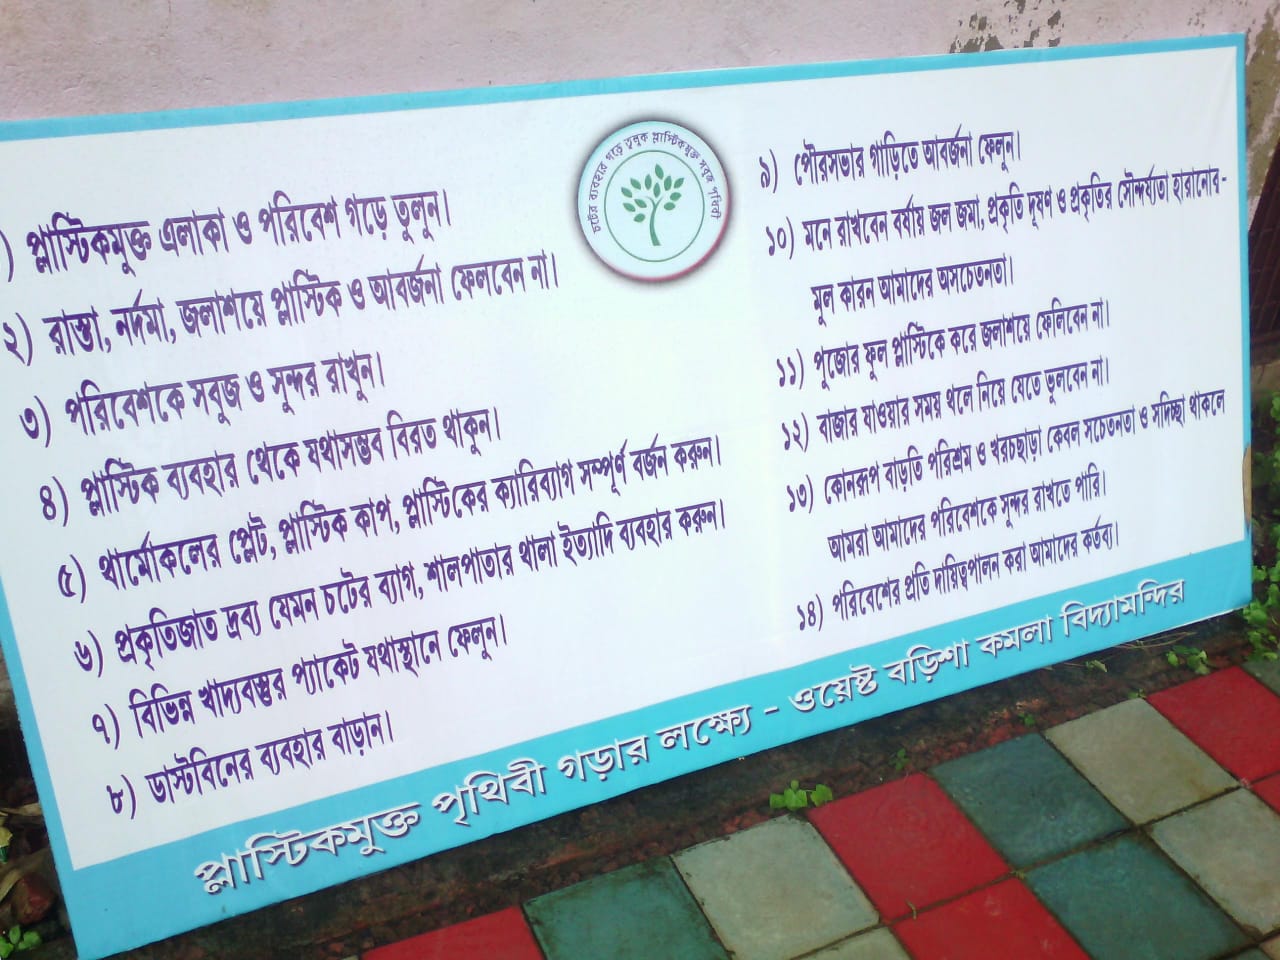 চটের ব্যবহারে গড়ে তুলুক প্লাস্টিকমুক্ত সবুজ পৃথিবী
) প্লাস্টিকমুক্ত এলাকা ও পরিবেশ গড়ে তুলুন।
২) রাস্তা, নর্দমা, জলাশয়ে প্লাস্টিক ও আবর্জনা ফেলবেন না।
৩) পরিবেশকে সবুজ ও সুন্দর রাখুন।
৪) প্লাস্টিক ব্যবহার থেকে যথাসম্ভব বিরত থাকুন।
৫) থার্মোকলের প্লেট, প্লাস্টিক কাপ, প্লাস্টিকের ক্যারিব্যাগ সম্পূর্ণ বর্জন করুন।
৬) প্রকৃতিজাত দ্রব্য যেমন চটের ব্যাগ, শালপাতার থালা ইত্যাদি ব্যবহার করুন।
৭) বিভিন্ন খাদ্যবস্তুর প্যাকেট যথাস্থানে ফেলুন।
৮) ডাস্টবিনের ব্যবহার বাড়ান।
৯) পৌরসভার গাড়িতে আবর্জনা ফেলুন।
১০) মনে রাখবেন বর্ষায় জল জমা, প্রকৃতি দূষণ ও প্রকৃতির সৌন্দর্য্যতা হারানোর -
মূল কারন আমাদের অসচেতনতা।
১১) পুজোর ফুল প্লাস্টিকে করে জলাশয়ে ফেলিবেন না।
১২) বাজার যাওয়ার সময় থলে নিয়ে যেতে ভুলবেন না।
১৩) কোনরূপ বাড়তি পরিশ্রম ও খরচছাড়া কেবল সচেতনতা ও সদিচ্ছা থাকলে
আমরা আমাদের পরিবেশকে সুন্দর রাখতে পারি।
১৪) পরিবেশের প্রতি দায়িত্বপালন করা আমাদের কর্তব্য।
প্লাস্টিকমুক্ত পৃথিবী গড়ার লক্ষ্যে - ওয়েষ্ট বড়িশা কমলা বিদ্যামন্দির